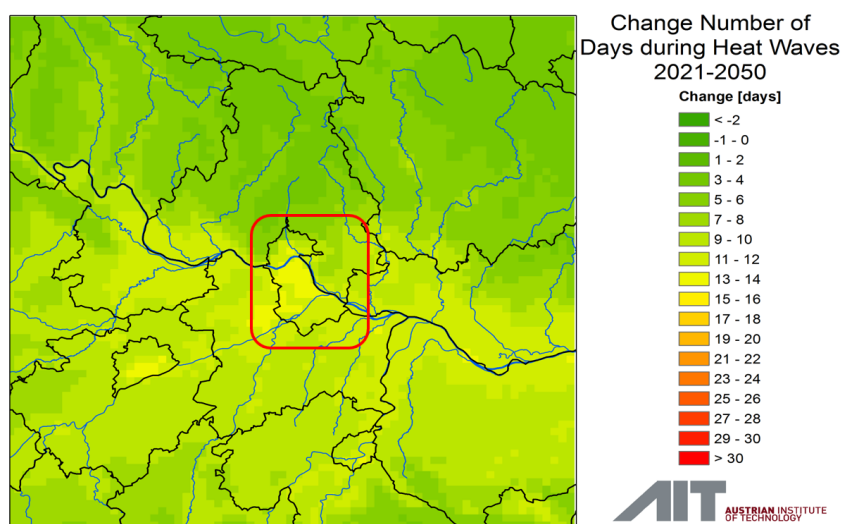 Change Number of
Days during Heat Waves
2021-2050
Change [days]
< -2
-1 - 0
1 - 2
3 - 4
5 - 6
7 - 8
9 - 10
11 - 12
13 - 14
15 - 16
17 - 18
19 - 20
21 - 22
23 - 24
25 - 26
27 - 28
29 - 30
> 30
AIT
AUSTRIAN INSTITUTE
OF TECHNOLOGY